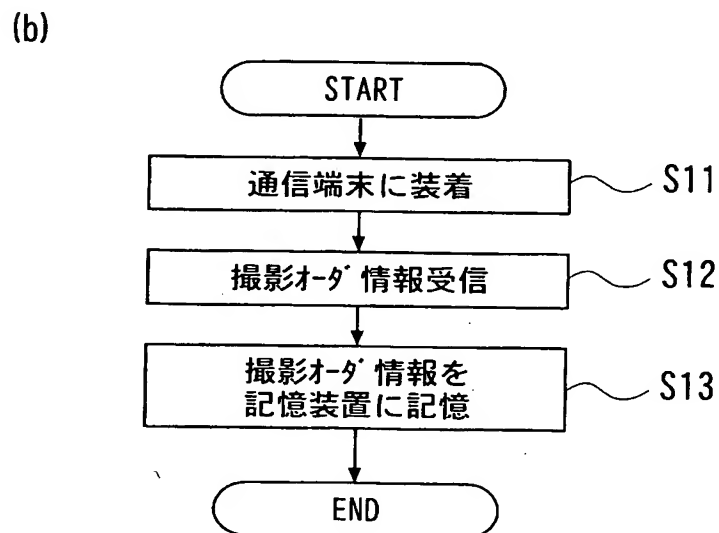 (b)
START
通信端末に装着
S11
撮影ｵｰﾀﾞ情報受信
S12
撮影ｵｰﾀﾞ情報を
記憶装置に記憶
S13
END